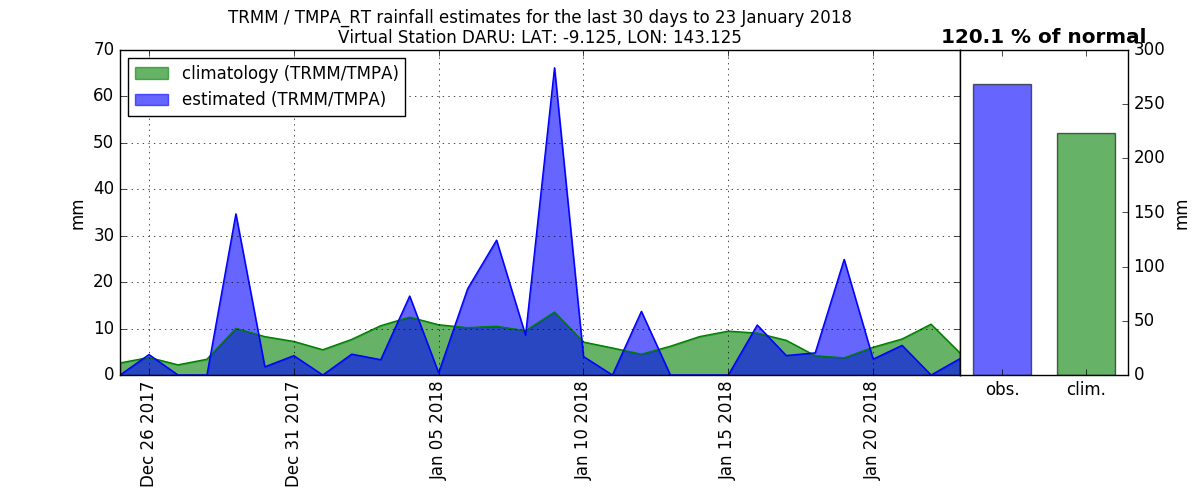 TRMM / TMPA_RT rainfall estimates for the last 30 days to 23 January 2018
Virtual Station DARU: LAT: -9.125, LON: 143.125
120.1 % of normal
climatology (TRMM/TMPA)
estimated (TRMM/TMPA)
70
60
50
40
30
20
10
0
mm
Dec 26 2017
Dec 31 2017
Jan 05 2018
Jan 10 2018
Jan 15 2018
Jan 20 2018
300
250
200
150
100
50
0
mm
obs.
clim.